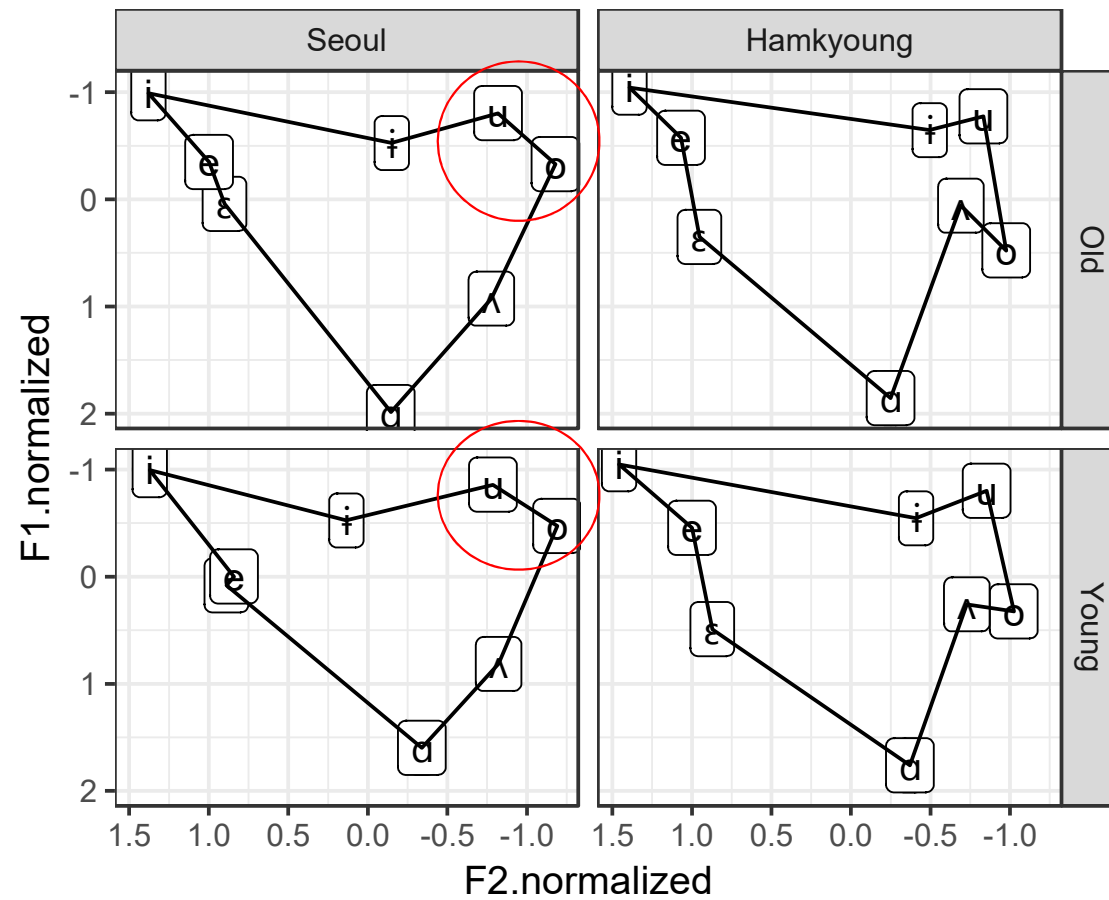 Seoul
Hamkyoung
-1
0
1
2
i
ɨ
u
e
o
ɛ
ʌ
ɑ
i
ɨ
u
e
ʌ
ɛ
o
ɑ
Old
-1
0
1
2
i
ɨ
u
o
e
ʌ
ɑ
i
ɨ
u
e
ʌ
o
ɛ
ɑ
Young
1.5 1.0 0.5 0.0 -0.5 -1.0
1.5 1.0 0.5 0.0 -0.5 -1.0
F2.normalized
F1.normalized